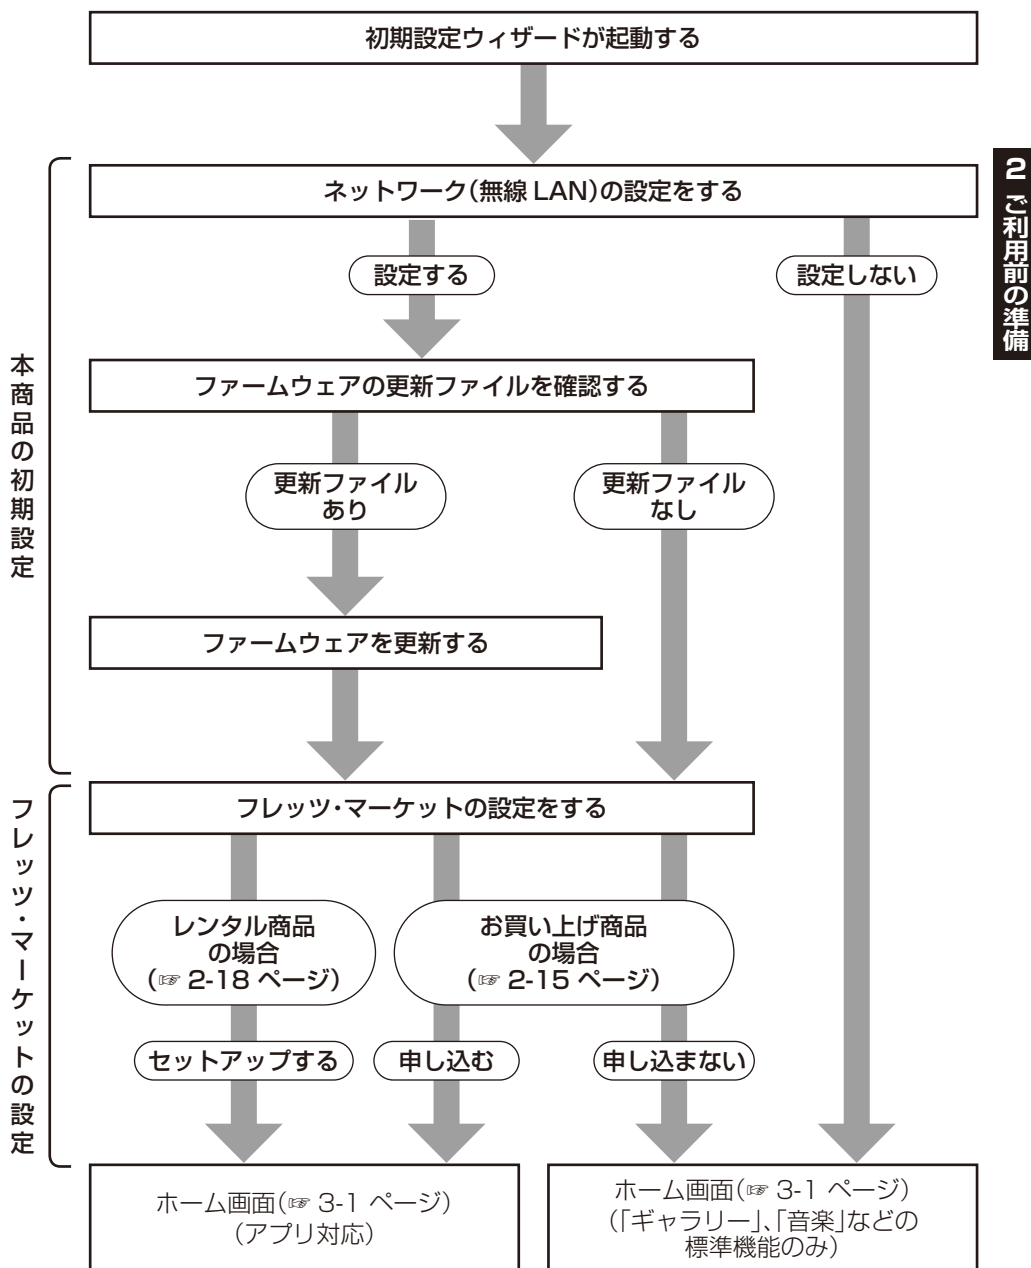 初期設定ウィザードが起動する
ネットワーク（無線 LAN）の設定をする
設定する
設定しない
ファームウェアの更新ファイルを確認する
更新ファイル
あり
更新ファイル
なし
ファームウェアを更新する
本商品の初期設定
フレッツ・マーケットの設定をする
レンタル商品
の場合
（☞ 2-18 ページ）
お買い上げ商品
の場合
（☞ 2-15 ページ）
セットアップする
申し込む
申し込まない
フレッツ・マーケットの設定
ホーム画面（☞ 3-1 ページ）
（アプリ対応）
ホーム画面（☞ 3-1 ページ）
（「ギャラリー」、「音楽」などの
標準機能のみ）
2 ご利用前の準備